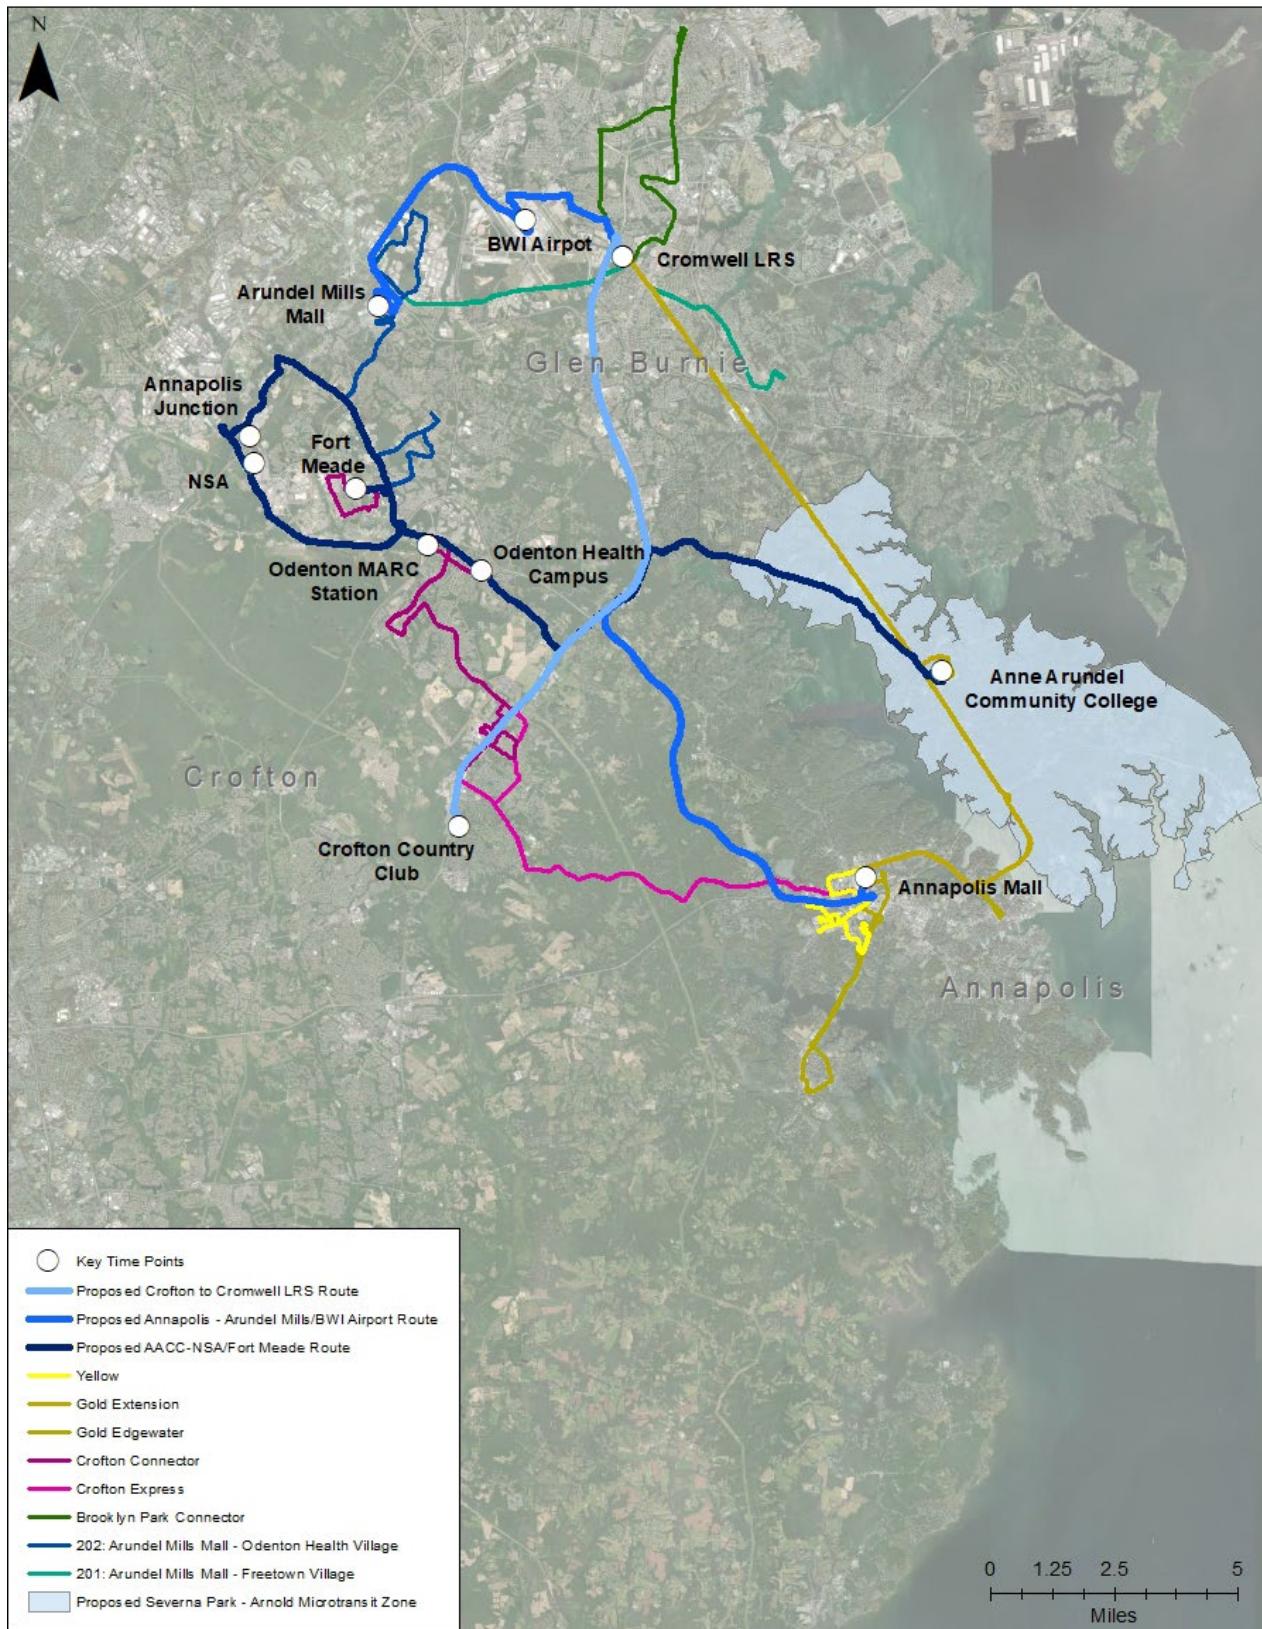 N
BWI Airpot
Cromwell LRS
Arundel Mills
Mall
Glen Burnie
Annapolis
Junction
Fort
Meade
NSA
Odenton MARC
Station
Odenton Health
Campus
Anne Arundel
Community College
Crofton
Crofton Country
Club
Annapolis Mall
Annapolis
Key Time Points
Proposed Crofton to Cromwell LRS Route
Proposed Annapolis - Arundel Mills/BWI Airport Route
Proposed AACC-NSA/Fort Meade Route
Yellow
Gold Extension
Gold Edgewater
Crofton Connector
Crofton Express
Brooklyn Park Connector
202: Arundel Mills Mall - Odenton Health Village
201: Arundel Mills Mall - Freetown Village
Proposed Severna Park - Arnold Microtransit Zone
0 1.25 2.5 5
Miles